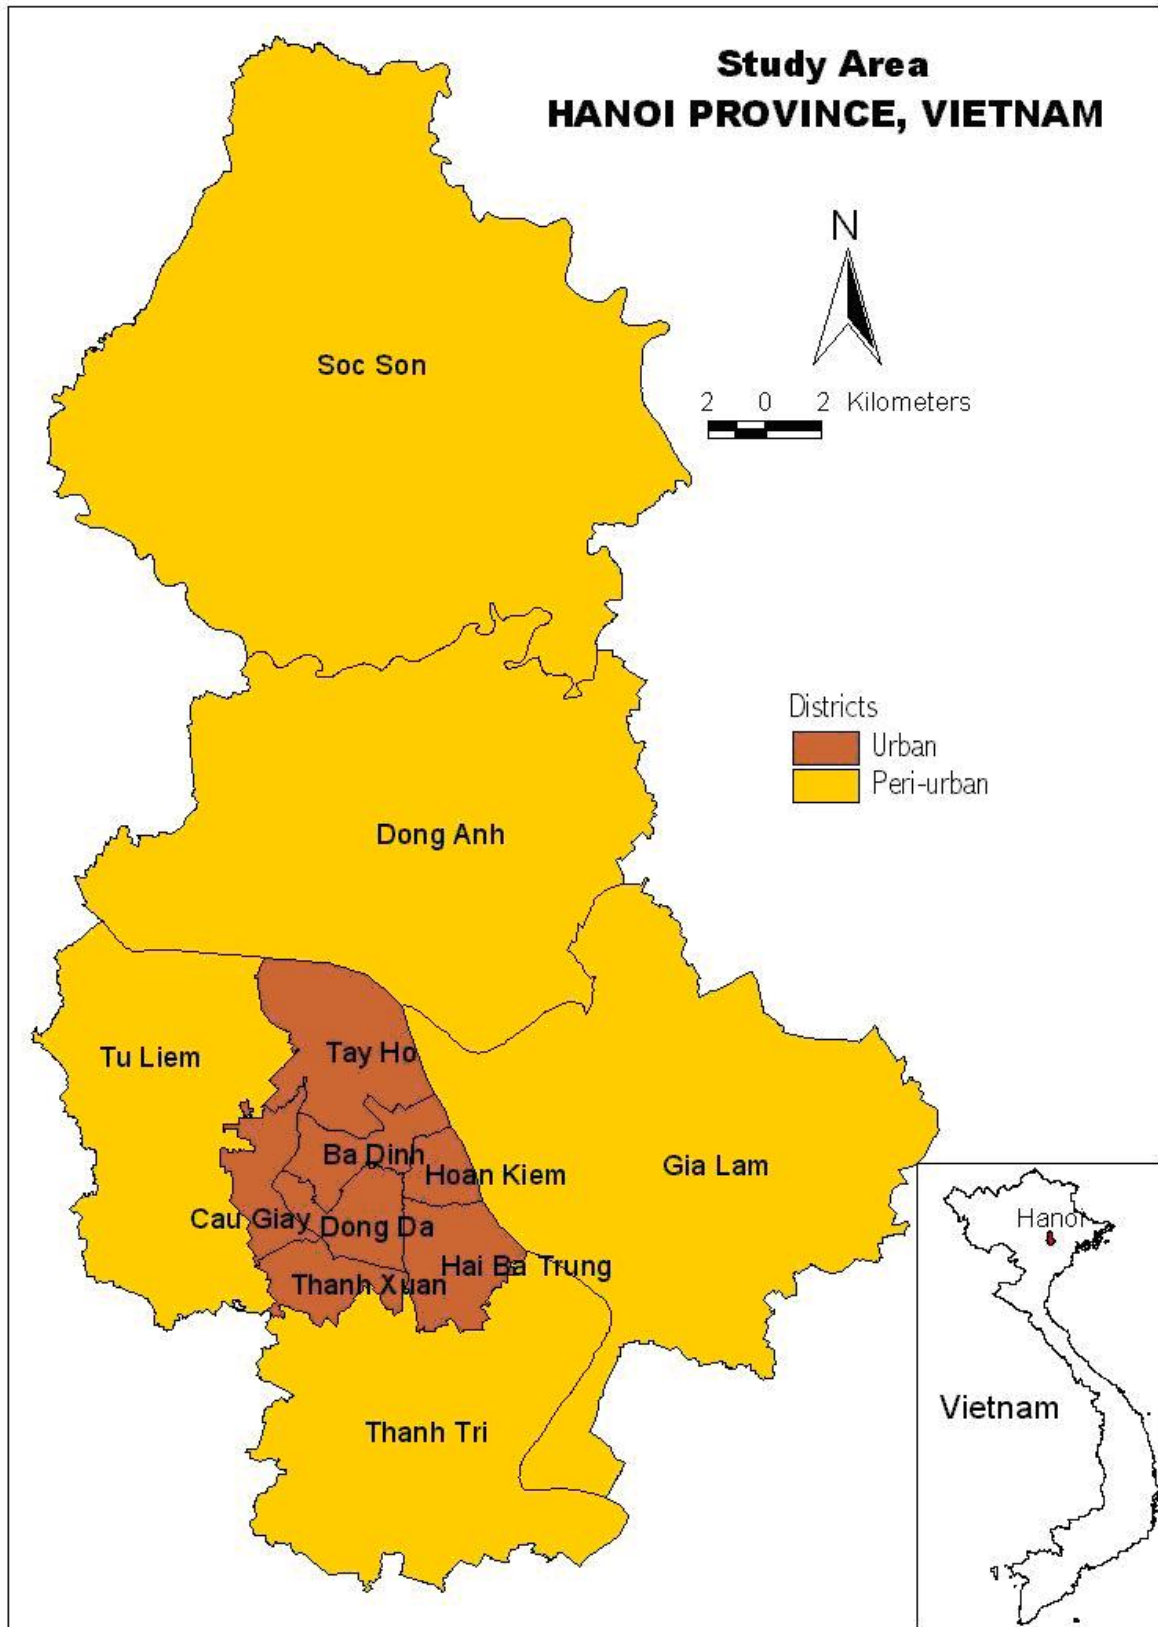 Study Area
HANOI PROVINCE, VIETNAM
N
2 0 2 Kilometers
Soc Son
Districts
Urban
Peri-urban
Dong Anh
Tu Liem
Tay Ho
Ba Dinh
Hoan Kiem
Gia Lam
Cau Giay
Dong Da
Hai Ba Trung
Thanh Xuan
Thanh Tri
Hanoi
Vietnam